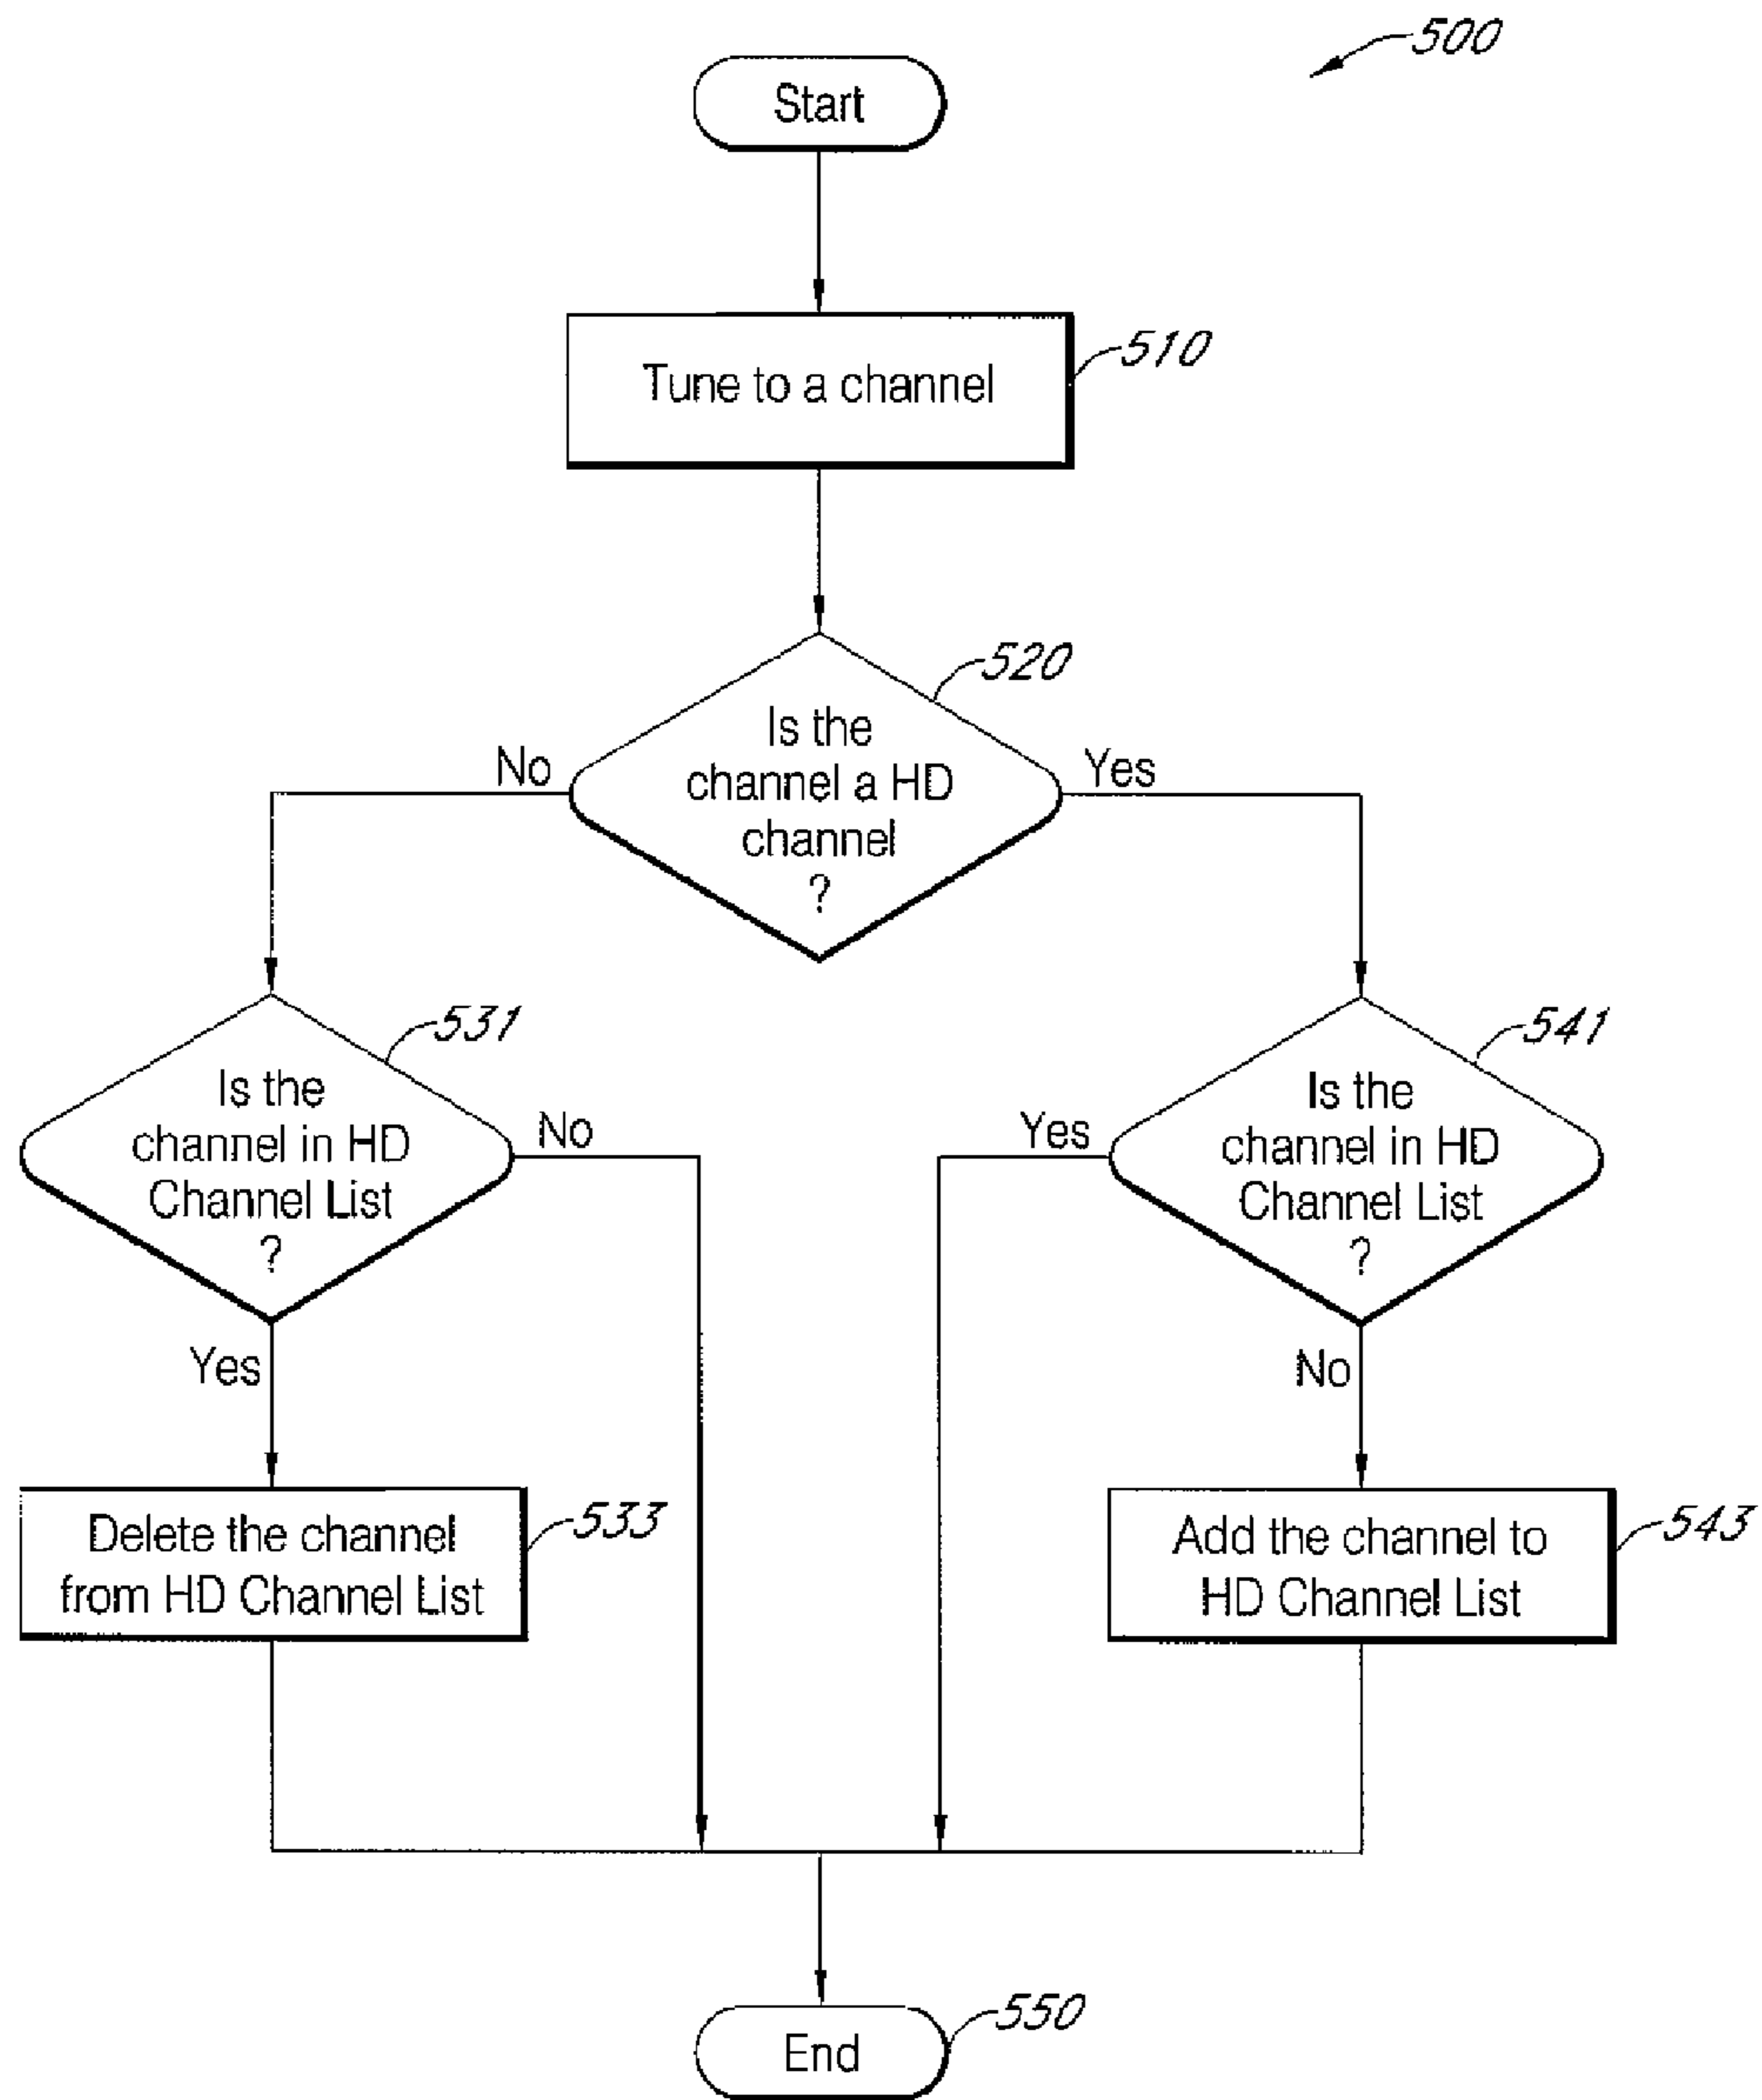 500
Start
Tune to a channel
510
520
Is the
channel a HD
channel
?
No
Yes
531
Is the
channel in HD
Channel List
?
No
Yes
541
Is the
channel in HD
Channel List
?
Yes
No
Delete the channel
from HD Channel List
533
Add the channel to
HD Channel List
543
End
550